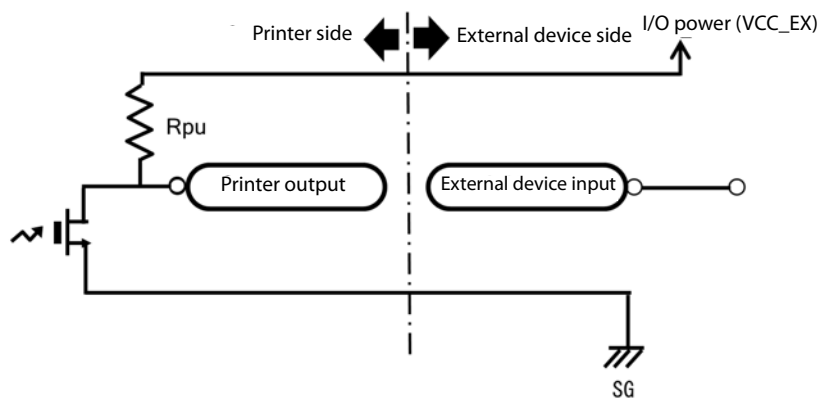 Printer side
External device side
I/O power (VCC_EX)
Rpu
Printer output
External device input
SG